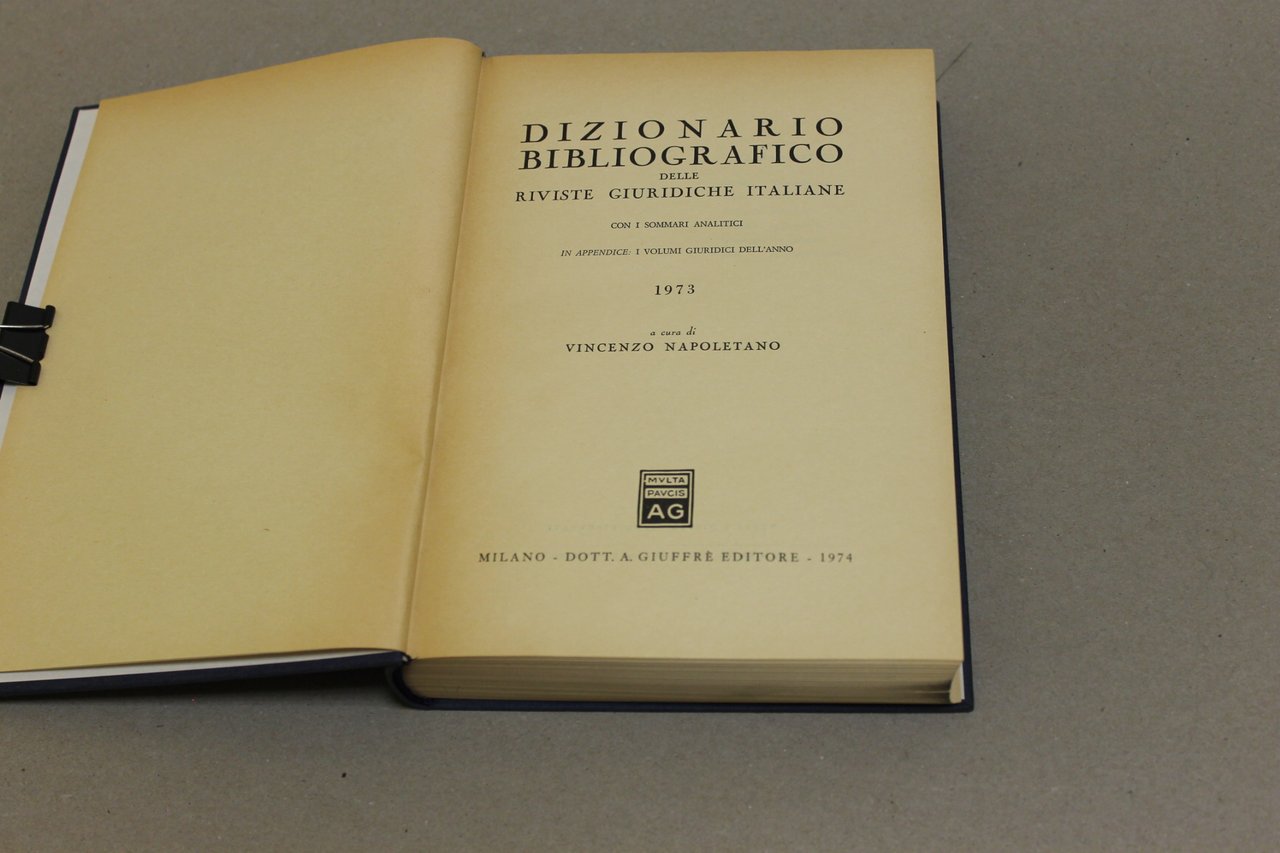 DIZIONARIO
BIBLIOGRAFICO
DELLE
RIVISTE GIURIDICHE ITALIANE
CON I SOMMARI ANALITICI
IN APPENDICE: I VOLUMI GIURIDICI DELL'ANNO
1973
a cura di
VINCENZO NAPOLETANO
MVLTA
PAVCIS
AG
MILANO - DOTT. A. GIUFFRÈ EDITORE - 1974